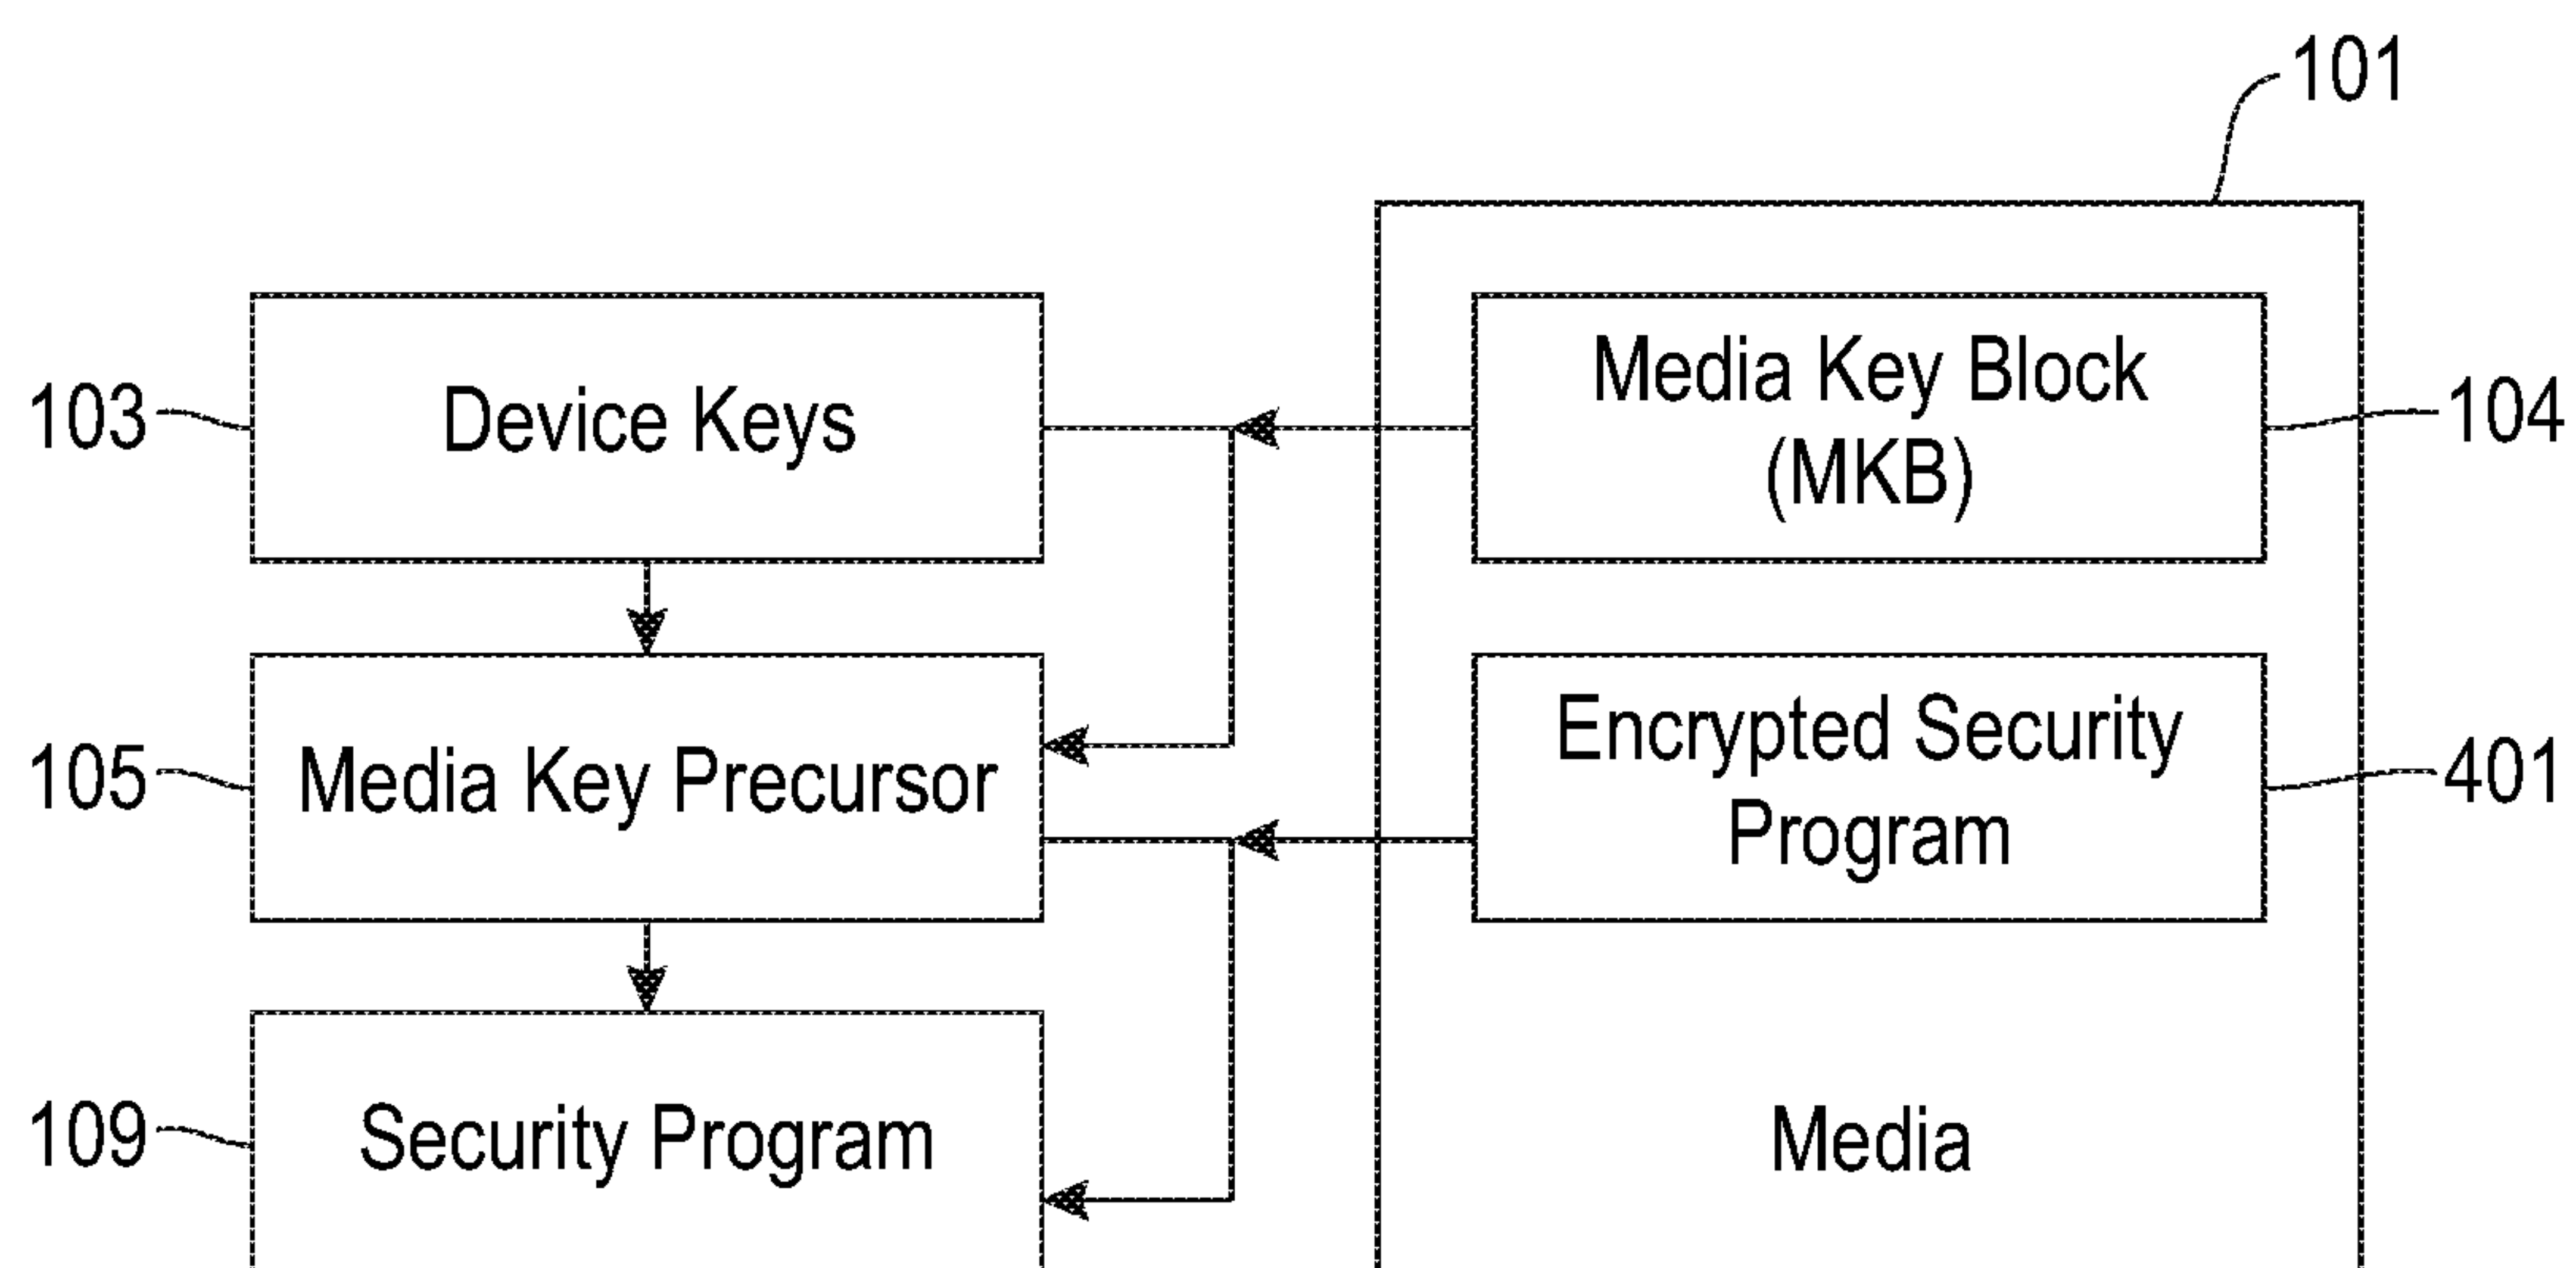 101
103
Device Keys
Media Key Block
(MKB)
104
105
Media Key Precursor
Encrypted Security
Program
401
109
Security Program
Media